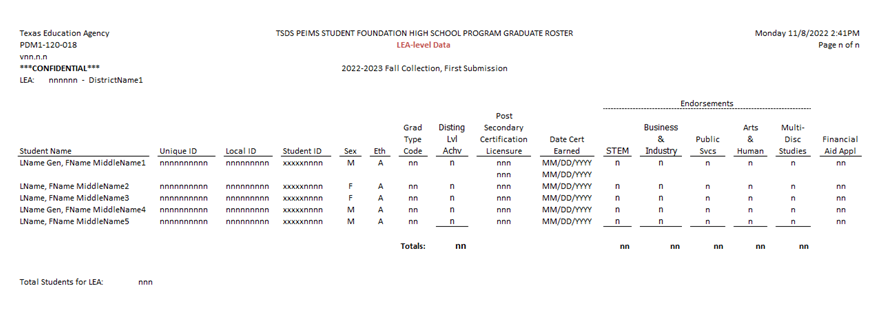 Texas Education Agency TSDS PEIMS STUDENT FOUNDATION HIGH SCHOOL PROGRAM GRADUATE ROSTER Monday 11/8/2022 2:41PM
PDM1-120-018 LEA-level Data Page n of n
vnn.n.n
***CONFIDENTIAL*** 2022-2023 Fall Collection, First Submission
LEA: nnnnnn - DistrictName1
Endorsements
Post
Grad Disting Secondary Business Arts Multi-
Type Lvl Certification Date Cert & Public & Disc Financial
Student Name Unique ID Local ID Student ID Sex Eth Code Achv Licensure Earned STEM Industry Svcs Human Studies Aid Appl
LName Gen, FName MiddleName1 nnnnnnnnnn nnnnnnnnn xxxxxnnnn M A nn n nnn MM/DD/YYYY n n n n n nn
nnn MM/DD/YYYY
LName, FName MiddleName2 nnnnnnnnnn nnnnnnnnn xxxxxnnnn F A nn n nnn MM/DD/YYYY n n n n n nn
LName, FName MiddleName3 nnnnnnnnnn nnnnnnnnn xxxxxnnnn F A nn n nnn MM/DD/YYYY n n n n n nn
LName Gen, FName MiddleName4 nnnnnnnnnn nnnnnnnnn xxxxxnnnn M A nn n nnn MM/DD/YYYY n n n n n nn
LName, FName MiddleName5 nnnnnnnnnn nnnnnnnnn xxxxxnnnn M A nn n nnn MM/DD/YYYY n n n n n nn
Totals: nn nn nn nn nn nn
Total Students for LEA: nnn